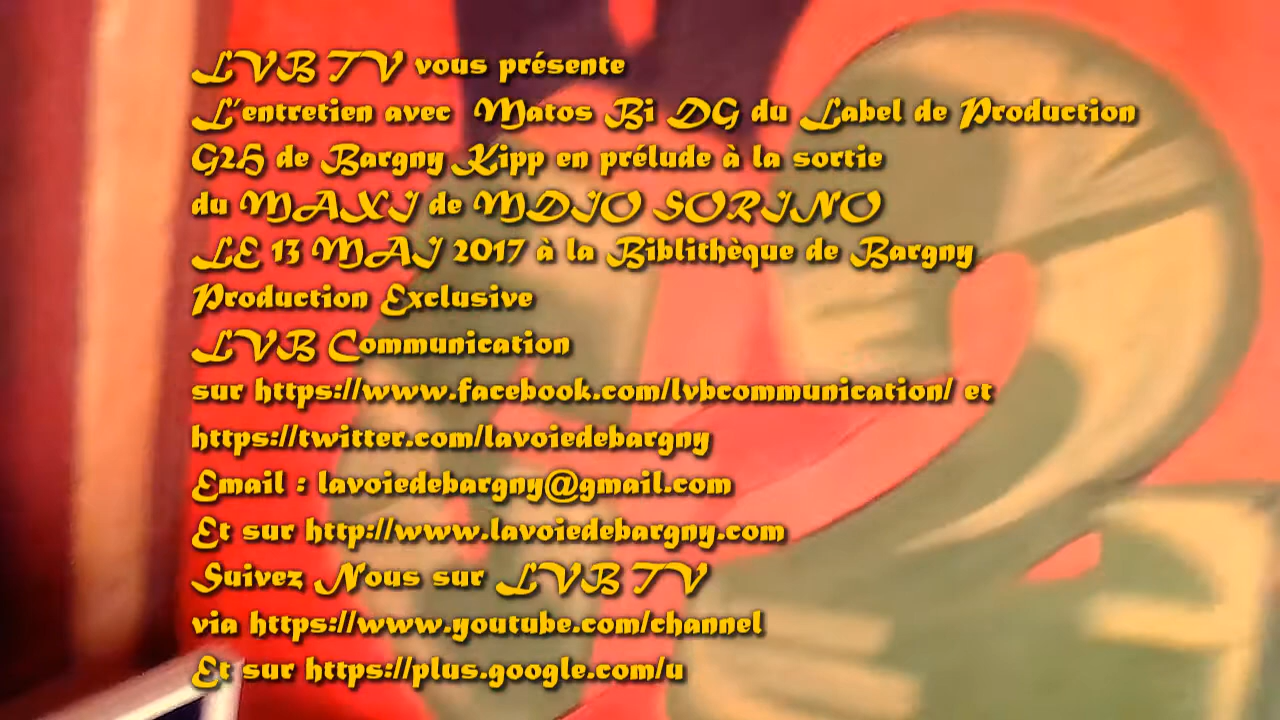 LVB TV vous présente
L'entretien avec Matos Bi DG du Label de Production
G2H de Bargny Kipp en prélude à la sortie
du MAXI de MDIO SORINO
LE 13 MAI 2017 à la Biblithèque de Bargny
Production Exclusive
LVB Communication
sur https://www.facebook.com/lvbcommunication/ et
https://twitter.com/lavoiedebargny
Email : lavoiedebargny@gmail.com
Et sur http://www.lavoiedebargny.com
Suivez Nous sur LVB TV
via https://www.youtube.com/channel
Et sur https://plus.google.com/u